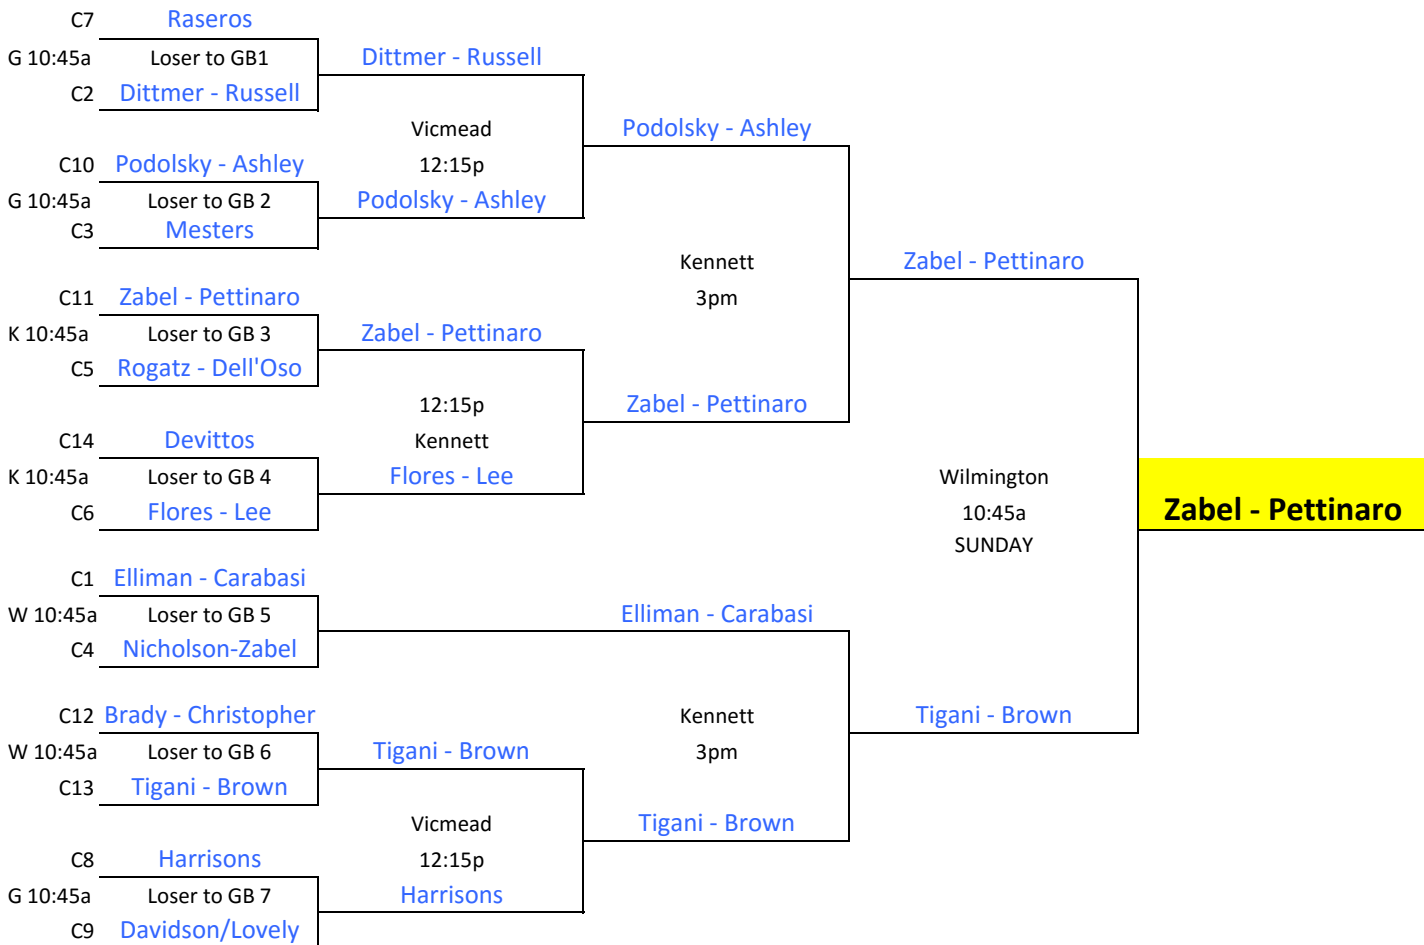 C7 Raseros
G 10:45a Loser to GB1 Dittmer - Russell
C2 Dittmer - Russell
Vicmead Podolsky - Ashley
C10 Podolsky - Ashley 12:15p
G 10:45a Loser to GB 2 Podolsky - Ashley
C3 Mesters
Kennett Zabel - Pettinaro
C11 Zabel - Pettinaro 3pm
K 10:45a Loser to GB 3 Zabel - Pettinaro
C5 Rogatz - Dell'Oso
12:15p Zabel - Pettinaro
C14 Devittos Kennett
K 10:45a Loser to GB 4 Flores - Lee Wilmington
C6 Flores - Lee 10:45a Zabel - Pettinaro
SUNDAY
C1 Elliman - Carabasi
W 10:45a Loser to GB 5 Elliman - Carabasi
C4 Nicholson-Zabel
C12 Brady - Christopher Kennett Tigani - Brown
W 10:45a Loser to GB 6 Tigani - Brown 3pm
C13 Tigani - Brown
Vicmead Tigani - Brown
C8 Harrisons 12:15p
G 10:45a Loser to GB 7 Harrisons
C9 Davidson/Lovely